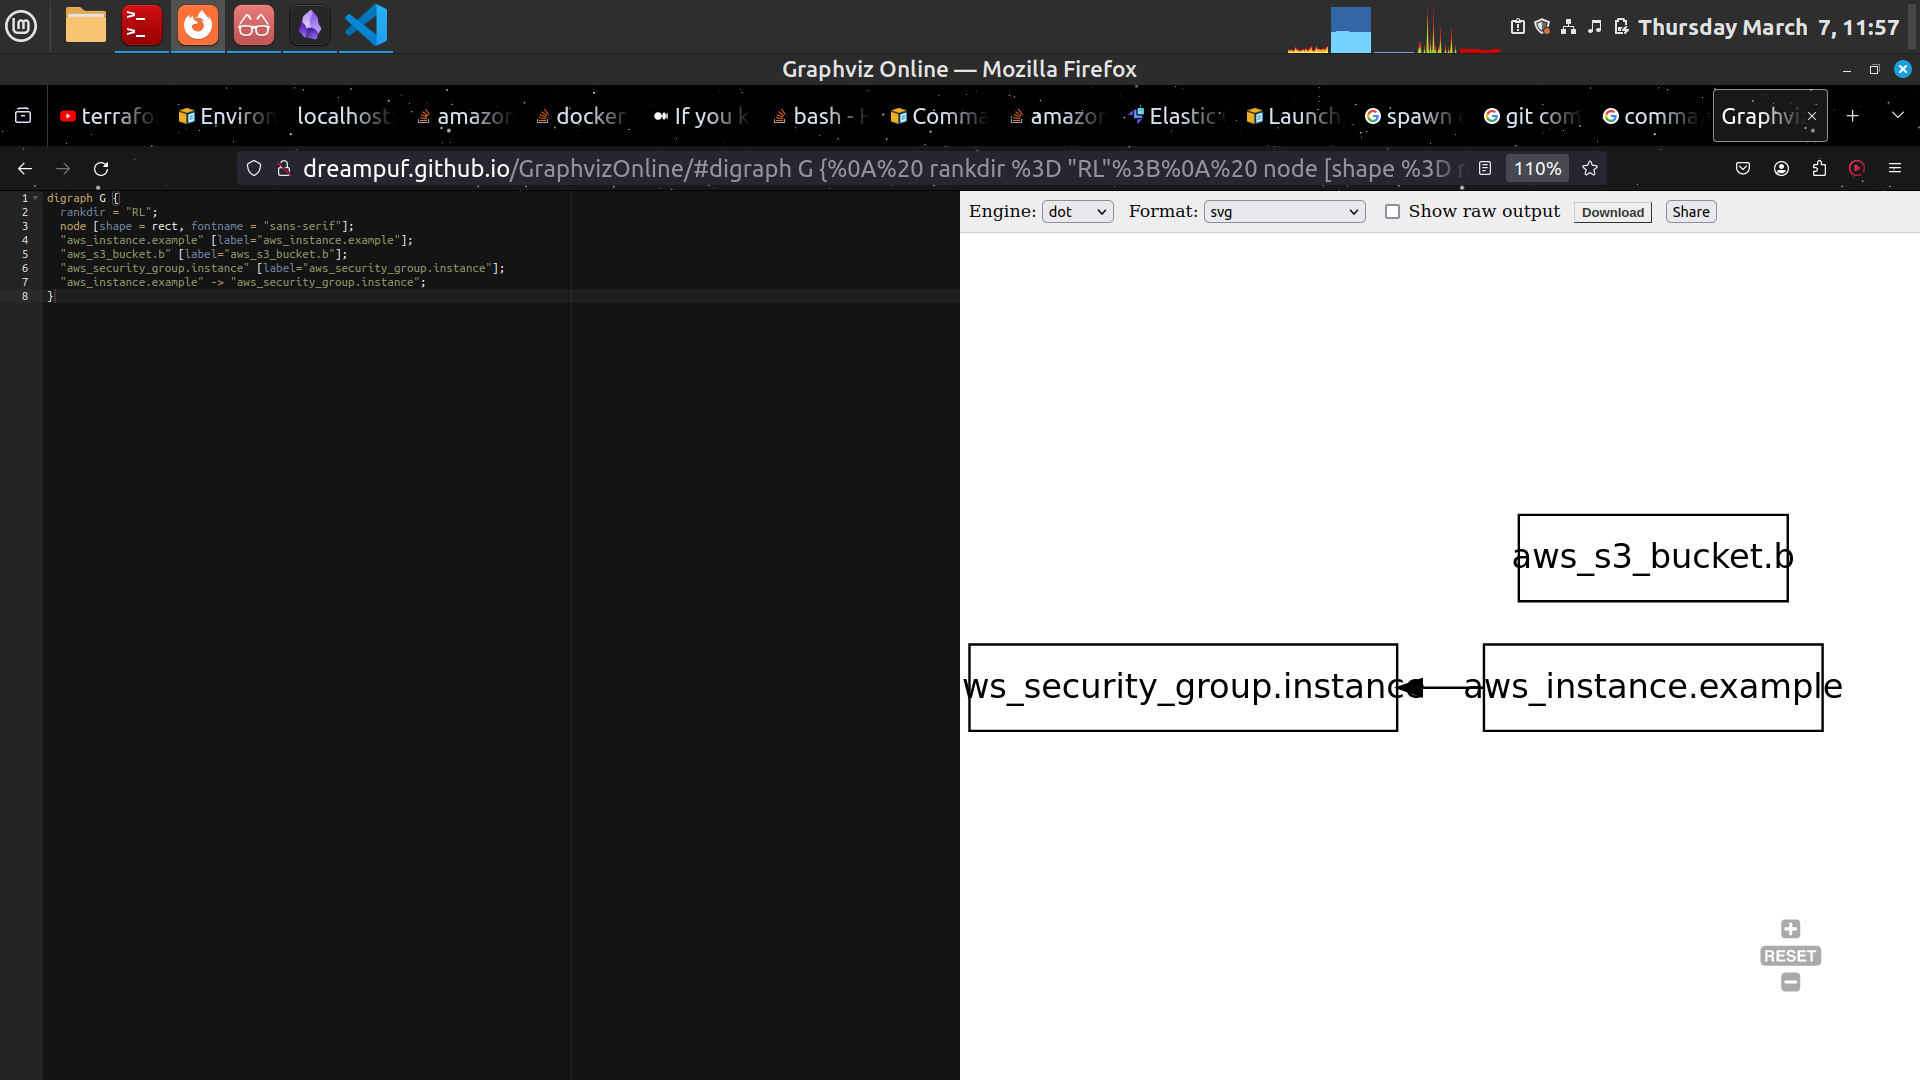 Thursday March 7, 11:57
Graphviz Online — Mozilla Firefox
terrafo
Environ
localhost:
amazon
docker
If you k
bash - H
Comma
amazon
Elastic
Launch
spawn
git com
comma
Graphvi
dreampuf.github.io/GraphvizOnline/#digraph G {%0A%20 rankdir %3D "RL"%3B%0A%20 node [shape %3D r
110%
1 digraph G {
2 rankdir = "RL";
3 node [shape = rect, fontname = "sans-serif"];
4 "aws_instance.example" [label="aws_instance.example"];
5 "aws_s3_bucket.b" [label="aws_s3_bucket.b"];
6 "aws_security_group.instance" [label="aws_security_group.instance"];
7 "aws_instance.example" -> "aws_security_group.instance";
8 }
Engine: dot Format: svg Show raw output Download Share
aws_s3_bucket.b
ws_security_group.instance
aws_instance.example
RESET